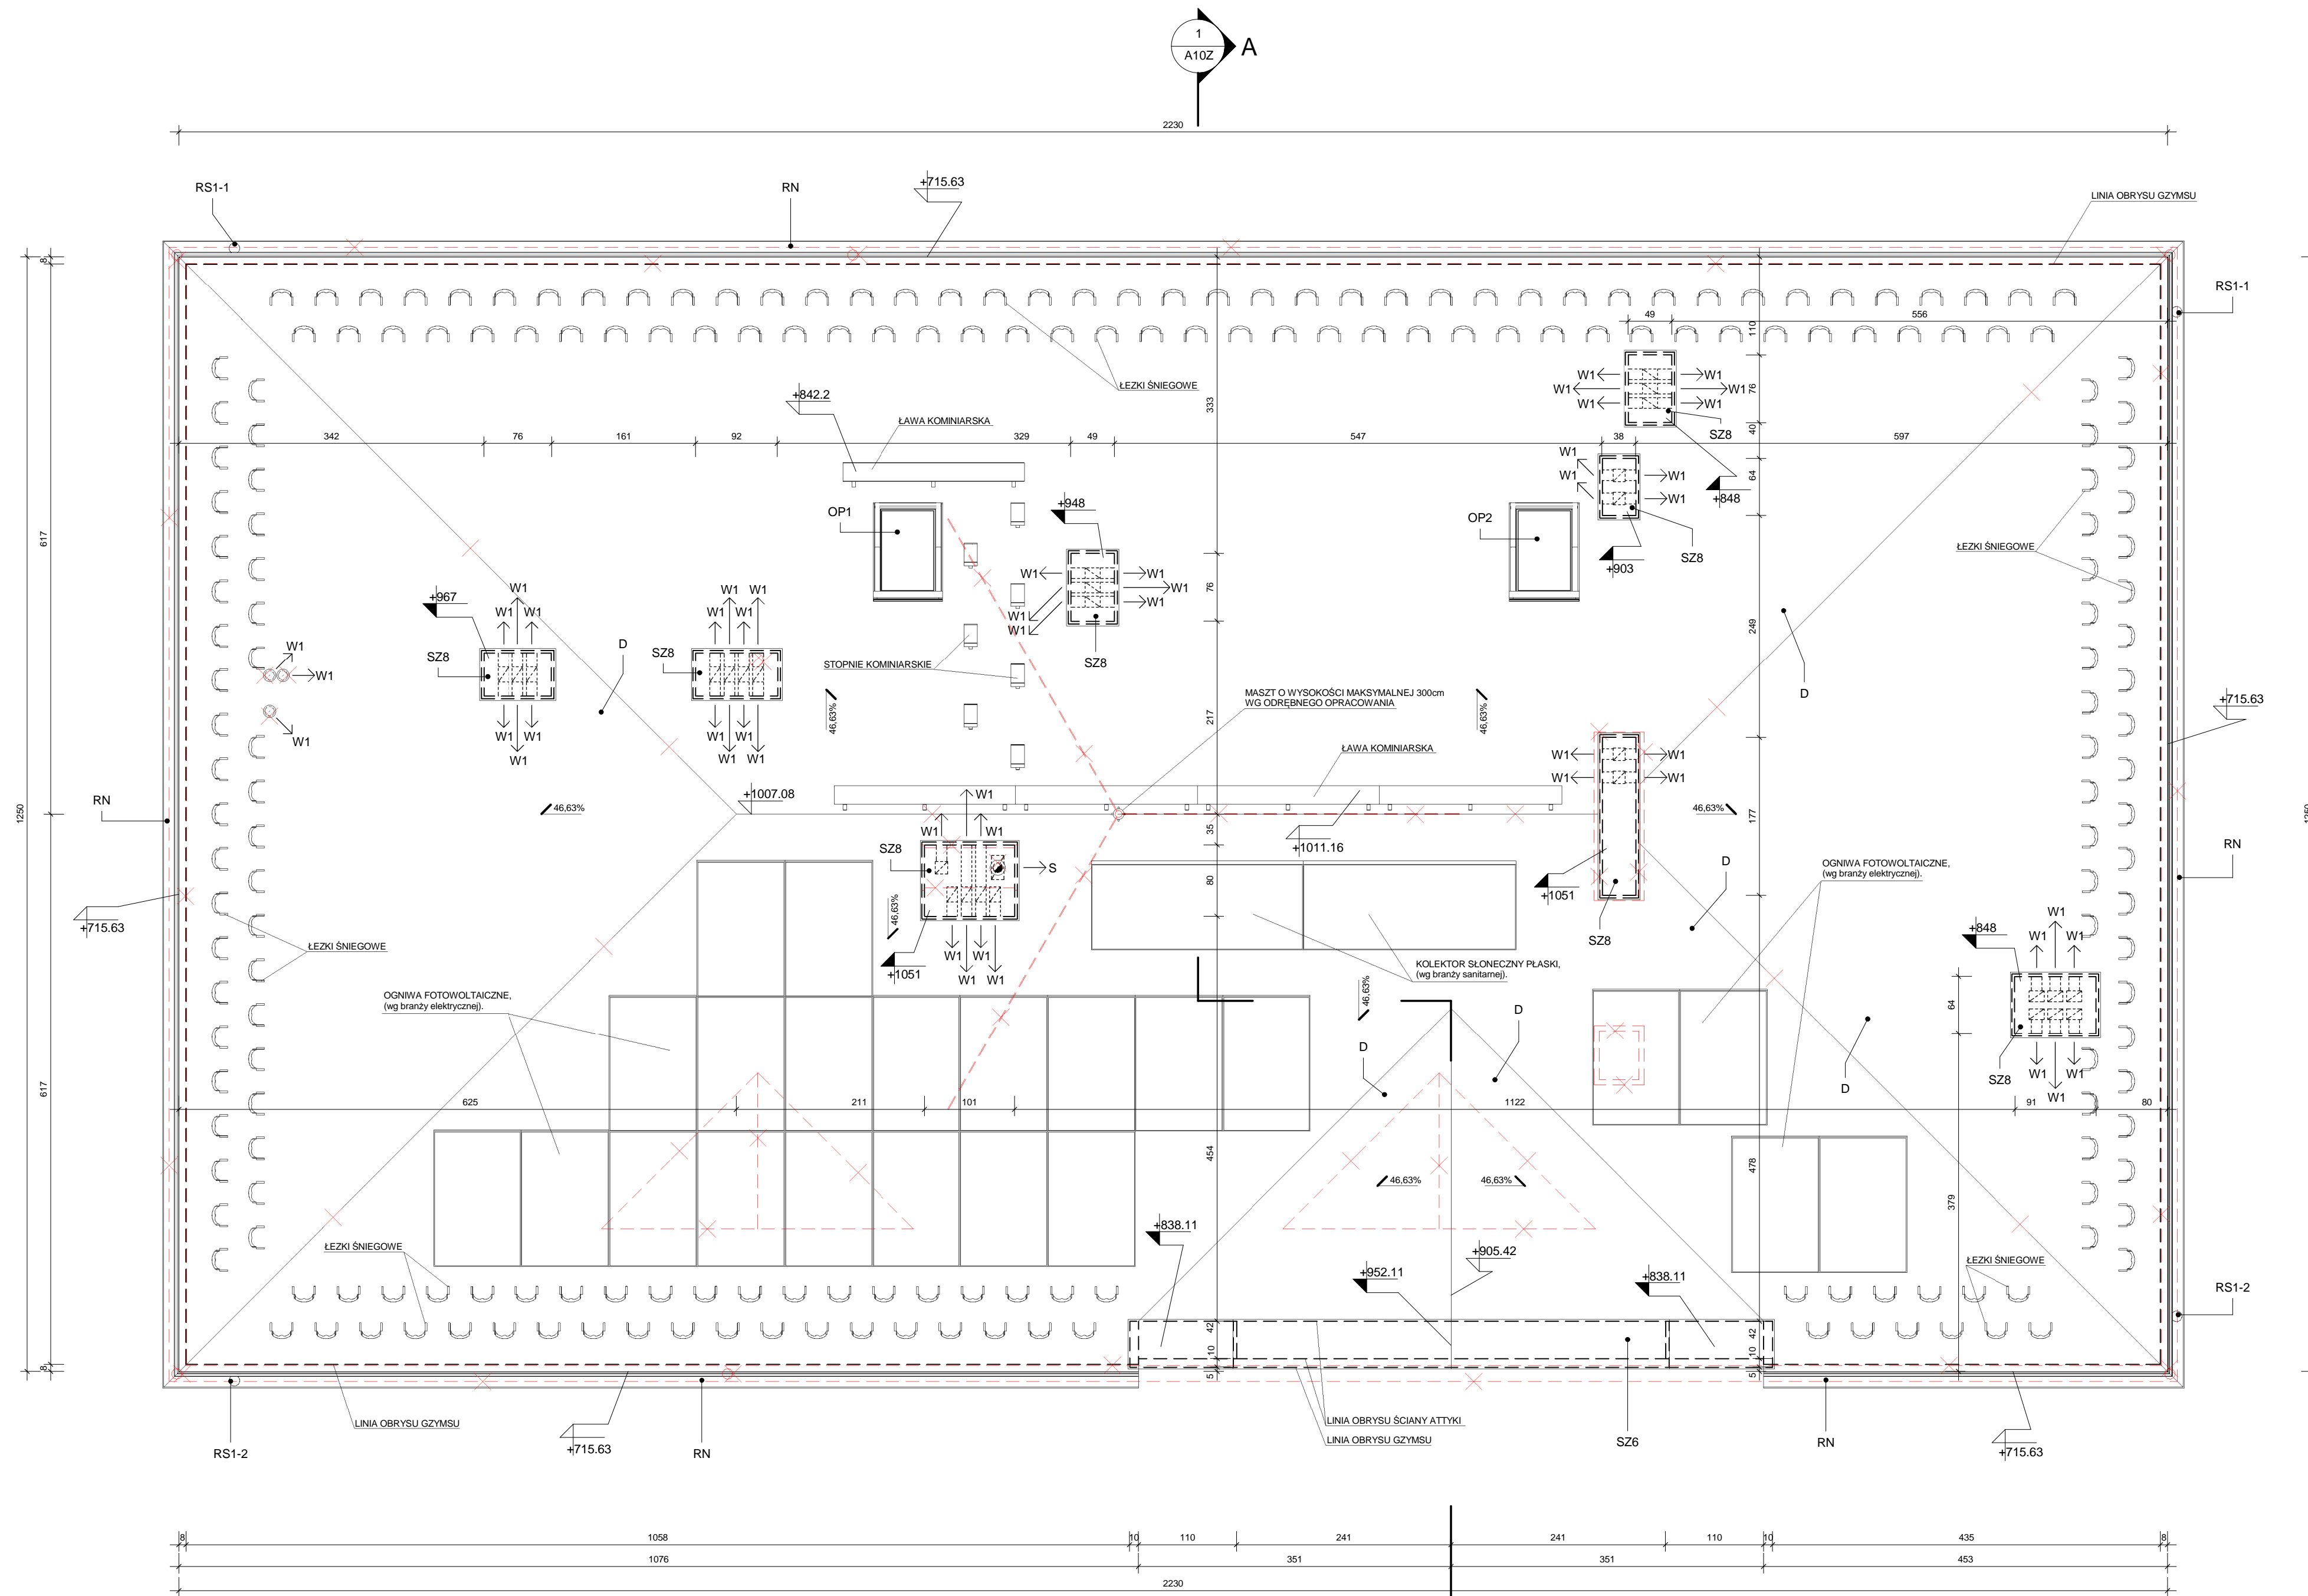 1
A10Z
A
2230
RS1-1
RN
+715.63
LINIA OBRYSU GZYMSU
8
RS1-1
49
556
110
ŁEZKI ŚNIEGOWE
+842.2
ŁAWA KOMINIARSKA
333
W1
W1
W1
W1
W1
W1
76
SZ8
40
342
76
161
92
329
49
547
38
597
W1
W1
W1
W1
64
+848
+948
OP1
OP2
SZ8
+903
ŁEZKI ŚNIEGOWE
617
W1
W1
W1
W1
W1
W1
76
SZ8
+967
W1
W1
W1
SZ8
W1
W1
W1
W1
W1
W1
W1
SZ8
W1
W1
W1
W1
D
249
W1
W1
W1
STOPNIE KOMINIARSKIE
D
MASZT O WYSOKOŚCI MAKSYMALNEJ 300cm
WG ODRĘBNEGO OPRACOWANIA
46,63%
217
46,63%
+715.63
ŁAWA KOMINIARSKA
W1
W1
W1
W1
1250
RN
46,63%
+1007.08
W1
W1
W1
35
+1011.16
177
46,63%
1250
SZ8
S
80
46,63%
+1051
W1
W1
W1
W1
+1051
SZ8
D
OGNIWA FOTOWOLTAICZNE,
(wg branży elektrycznej).
RN
+715.63
ŁEZKI ŚNIEGOWE
KOLEKTOR SŁONECZNY PŁASKI,
(wg branży sanitarnej).
46,63%
+848
W1
W1
W1
64
SZ8
W1
W1
W1
OGNIWA FOTOWOLTAICZNE,
(wg branży elektrycznej).
D
D
D
617
625
211
101
1122
91
80
454
478
379
46,63%
46,63%
+838.11
+905.42
+952.11
+838.11
ŁEZKI ŚNIEGOWE
ŁEZKI ŚNIEGOWE
RS1-2
42
10
5
42
10
5
8
LINIA OBRYSU GZYMSU
LINIA OBRYSU ŚCIANY ATTYKI
LINIA OBRYSU GZYMSU
RS1-2
+715.63
RN
SZ6
RN
+715.63
8
1058
10
110
241
241
110
10
435
8
1076
351
351
453
2230